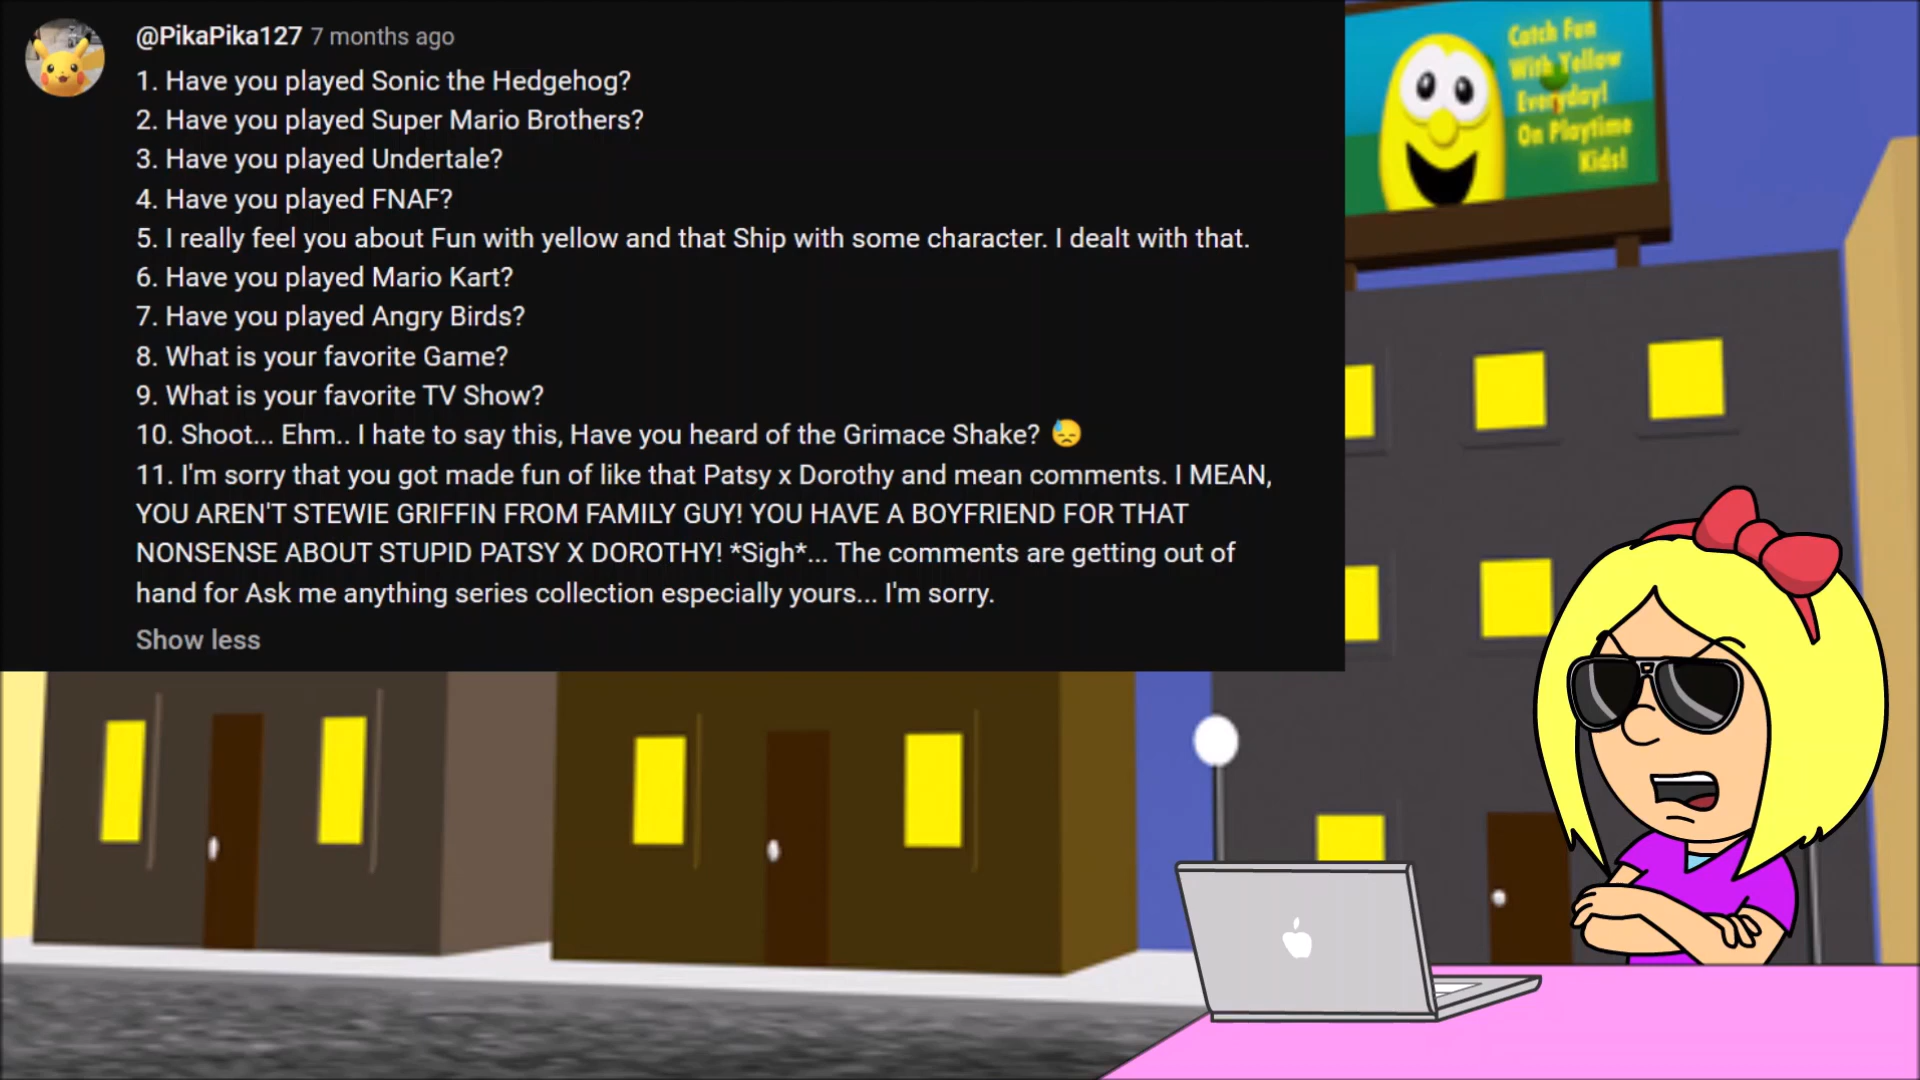 @PikaPika127 7 months ago
1. Have you played Sonic the Hedgehog?
2. Have you played Super Mario Brothers?
3. Have you played Undertale?
4. Have you played FNAF?
5. I really feel you about Fun with yellow and that Ship with some character. I dealt with that.
6. Have you played Mario Kart?
7. Have you played Angry Birds?
8. What is your favorite Game?
9. What is your favorite TV Show?
10. Shoot... Ehm.. I hate to say this, Have you heard of the Grimace Shake? 😓
11. I'm sorry that you got made fun of like that Patsy x Dorothy and mean comments. I MEAN,
YOU AREN'T STEWIE GRIFFIN FROM FAMILY GUY! YOU HAVE A BOYFRIEND FOR THAT
NONSENSE ABOUT STUPID PATSY X DOROTHY! *Sigh*... The comments are getting out of
hand for Ask me anything series collection especially yours... I'm sorry.
Show less
Catch Fun
With Yellow
Everyday!
On Playtime
Kids!